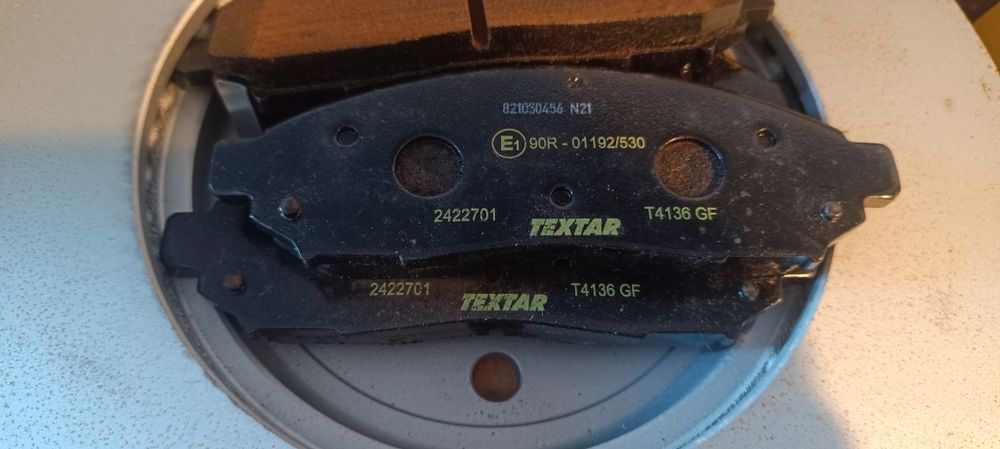 821030456 N21
E1 90R - 01192/530
2422701 TEXTAR T4136 GF
2422701 TEXTAR T4136 GF